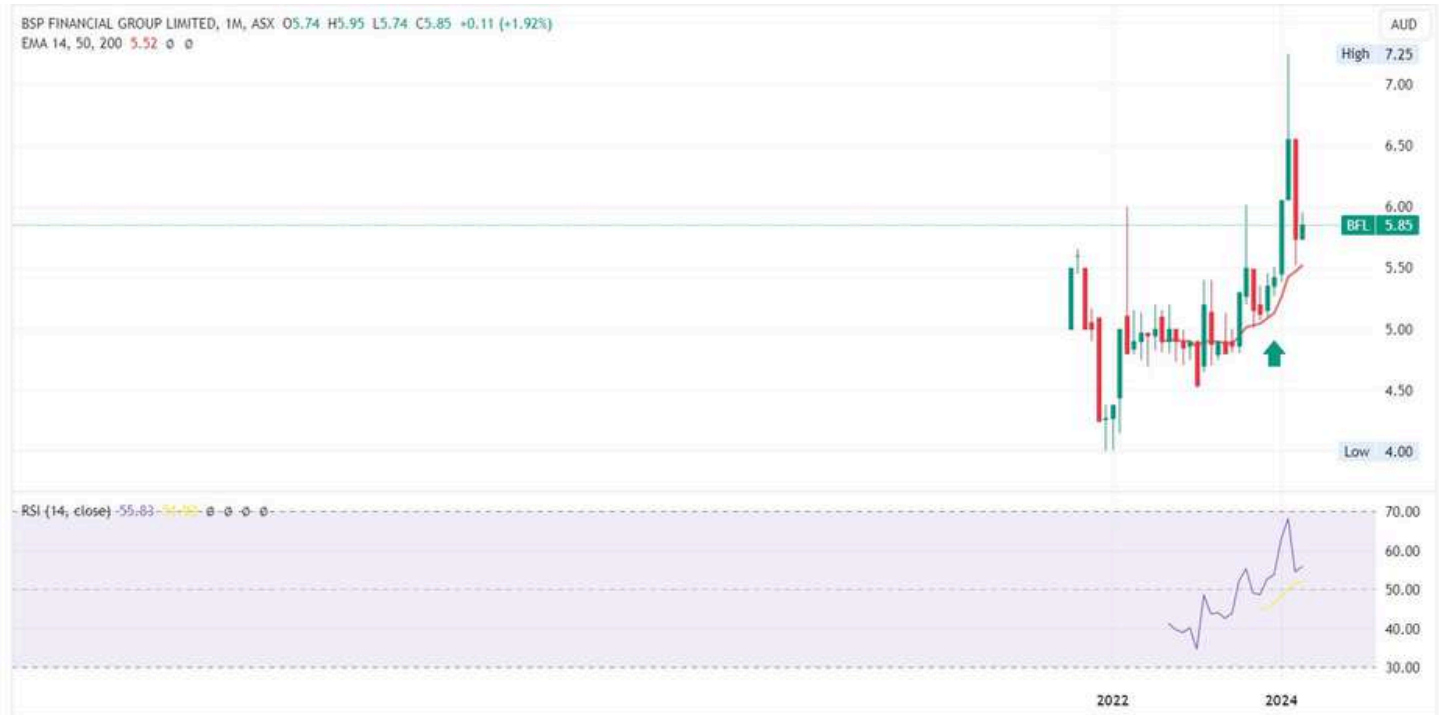 BSP FINANCIAL GROUP LIMITED, 1M, ASX O5.74 H5.95 L5.74 C5.85 +0.11 (+1.92%)
AUD
EMA 14, 50, 200 5.52 ø ø
High 7.25
7.00
6.50
6.00
BFL 5.85
5.50
5.00
4.50
Low 4.00
RSI (14, close) 55.83 ø ø ø ø
70.00
60.00
50.00
40.00
30.00
2022 2024